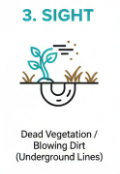 3. SIGHT
Dead Vegetation /
Blowing Dirt
(Underground Lines)